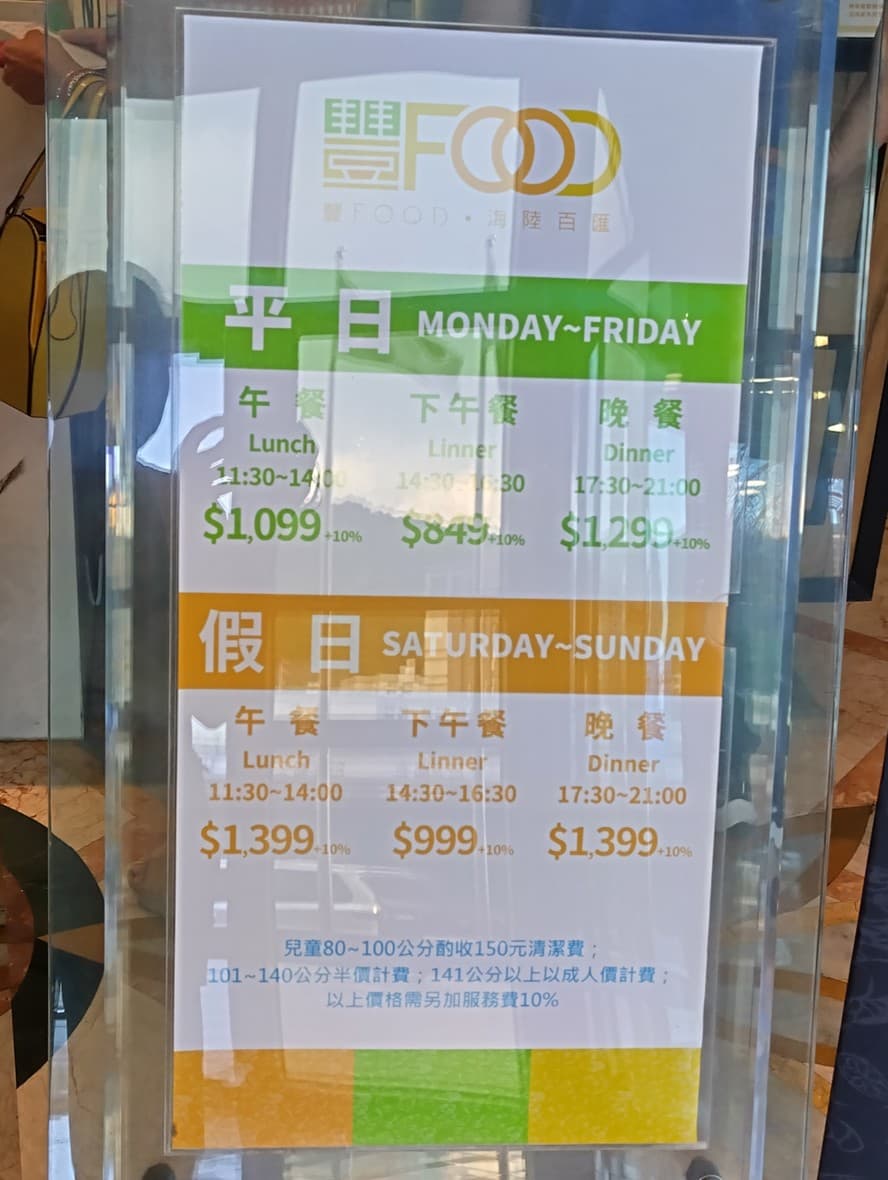 豐FOOD
豐FOOD・海陸百匯
平日 MONDAY~FRIDAY
午餐 下午餐 晚餐
Lunch Linner Dinner
11:30~14:00 14:30~16:30 17:30~21:00
$1,099+10% $849+10% $1,299+10%
假日 SATURDAY~SUNDAY
午餐 下午餐 晚餐
Lunch Linner Dinner
11:30~14:00 14:30~16:30 17:30~21:00
$1,399+10% $999+10% $1,399+10%
兒童80~100公分酌收150元清潔費；
101~140公分半價計費；141公分以上以成人價計費；
以上價格需另加服務費10%